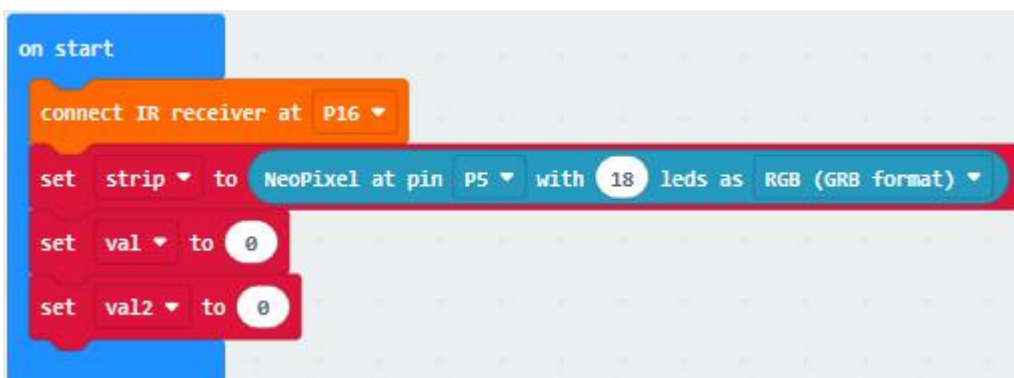 on start
connect IR receiver at P16
set strip to NeoPixel at pin P5 with 18 leds as RGB (GRB format)
set val to 0
set val2 to 0